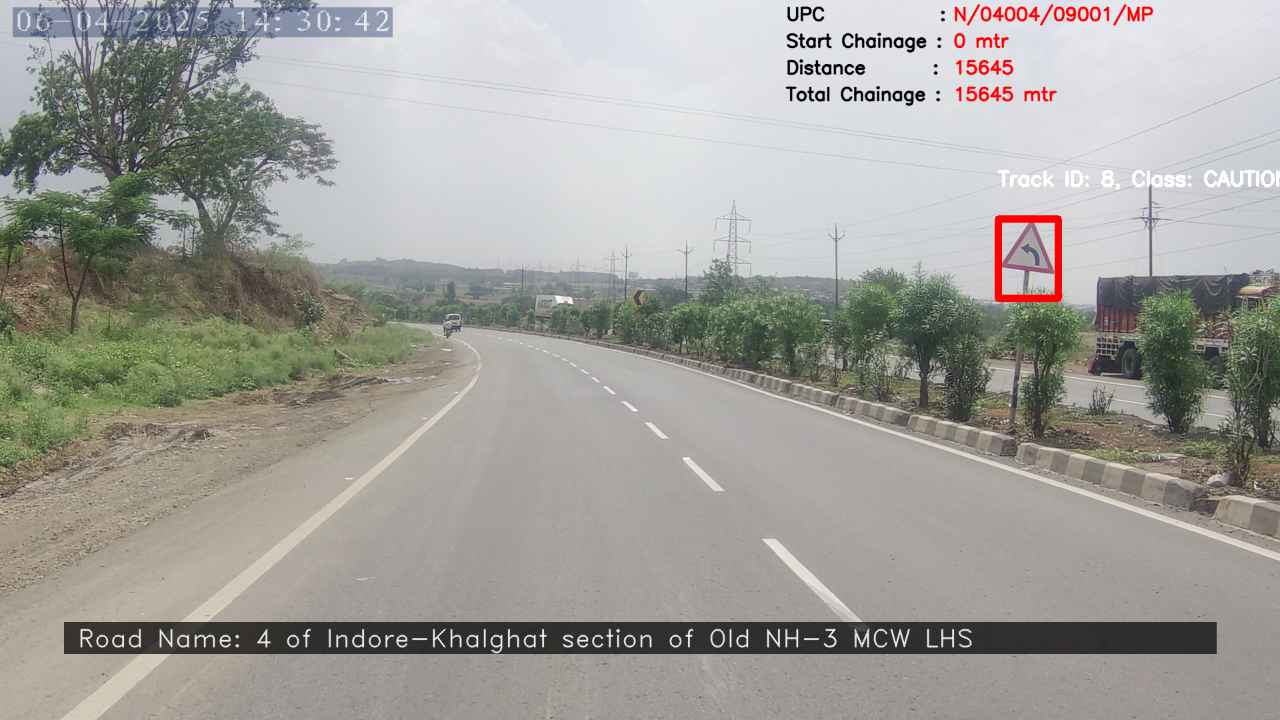 06-04-2025 14:30:42
UPC : N/04004/09001/MP
Start Chainage : 0 mtr
Distance : 15645
Total Chainage : 15645 mtr
Track ID: 8, Class: CAUTION
Road Name: 4 of Indore-Khalghat section of Old NH-3 MCW LHS